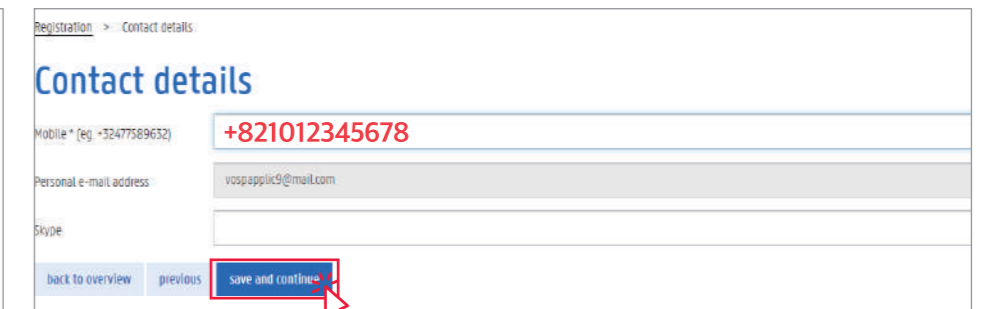 Registration > Contact details
Contact details
Mobile * (eg. +32477589632)
+821012345678
Personal e-mail address
vospapplic9@mail.com
Skype
back to overview previous save and continue